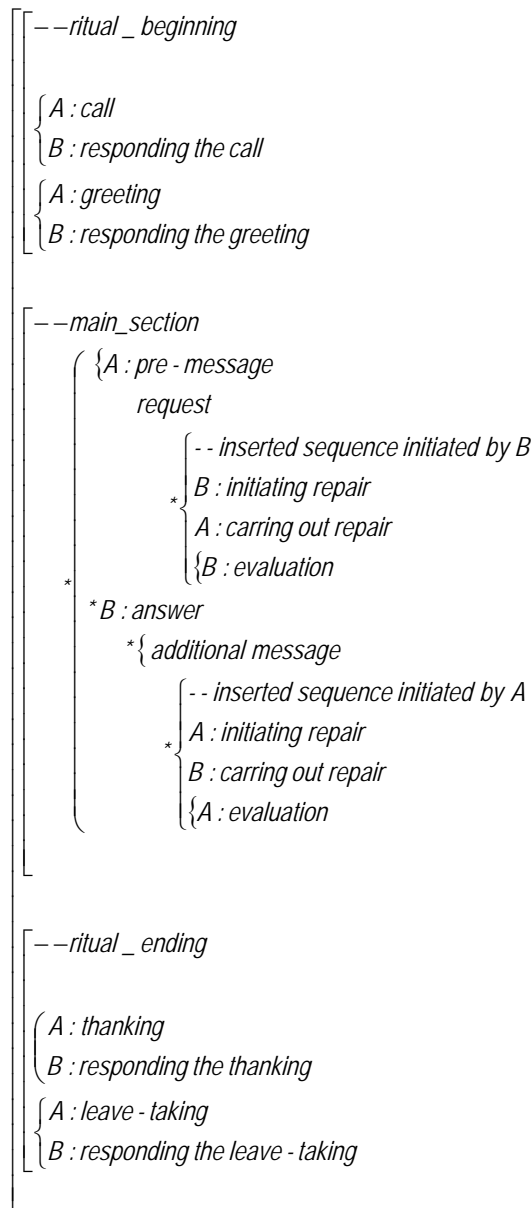 --ritual _ beginning
A : call
B : responding the call
A : greeting
B : responding the greeting
--main_section
{A : pre - message
request
- - inserted sequence initiated by B
B : initiating repair
* A : carring out repair
{B : evaluation
*
* B : answer
*{ additional message
- - inserted sequence initiated by A
A : initiating repair
* B : carring out repair
{A : evaluation
--ritual _ ending
A : thanking
B : responding the thanking
A : leave - taking
B : responding the leave - taking